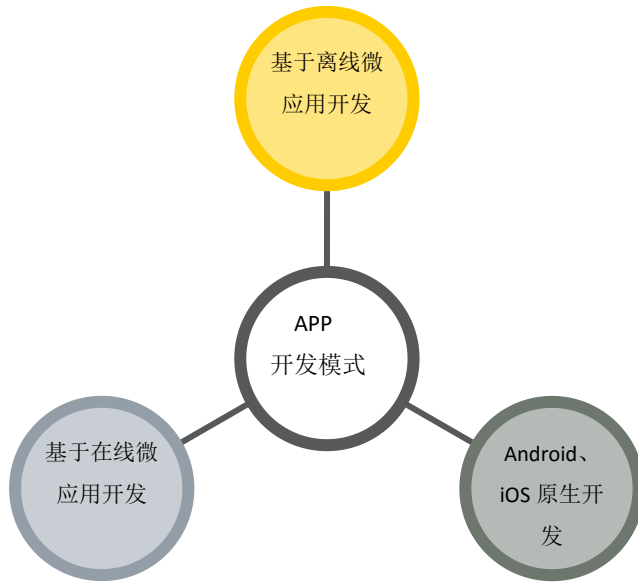 基于离线微
应用开发
APP
开发模式
基于在线微
应用开发
Android、
iOS 原生开
发